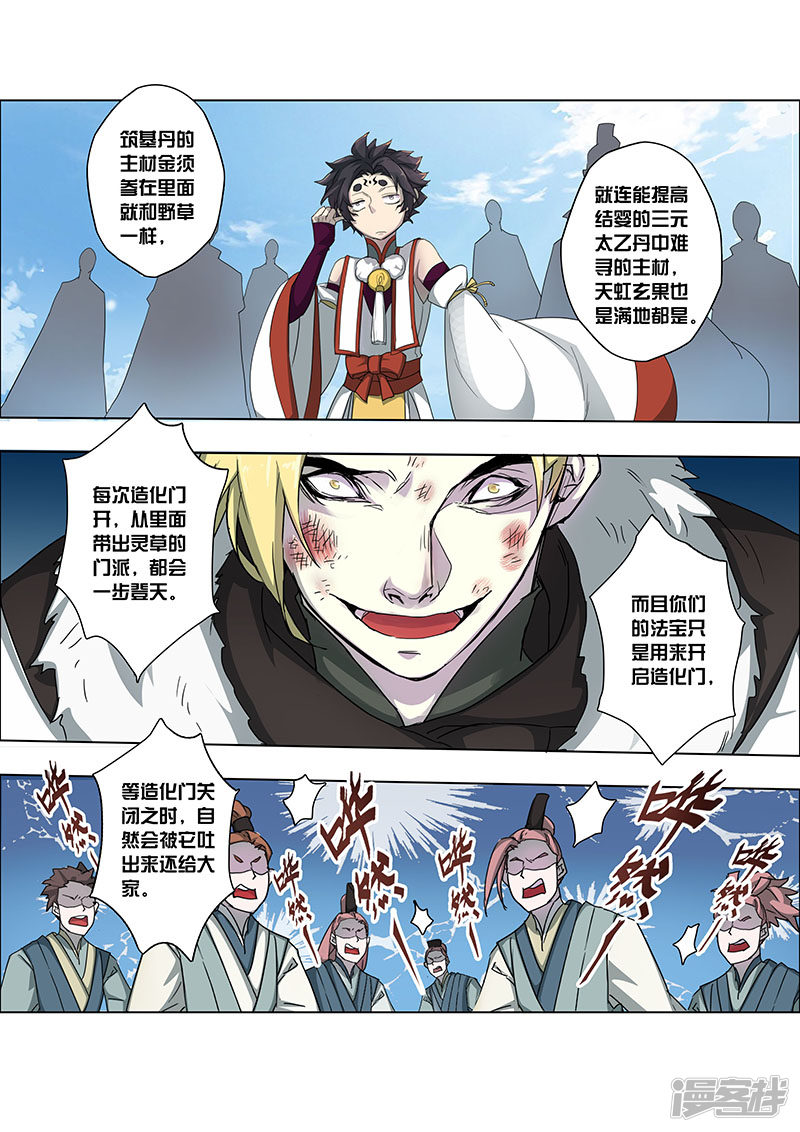 筑基丹的
主材金须
参在里面
就和野草
一样，
就连能提高
结婴的三元
太乙丹中难
寻的主材，
天虹玄果也
是满地都是。
每次造化门
开，从里面
带出灵草的
门派，都会
一步登天。
而且你们
的法宝只
是用来开
启造化门，
等造化门关
闭之时，自
然会被它吐
出来还给大
家。
哗然
哗然
哗然
哗然
哗然
漫客栈